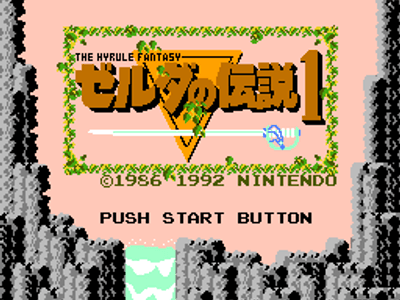 THE HYRULE FANTASY
ゼルダの伝説1
©1986 1992 NINTENDO
PUSH START BUTTON